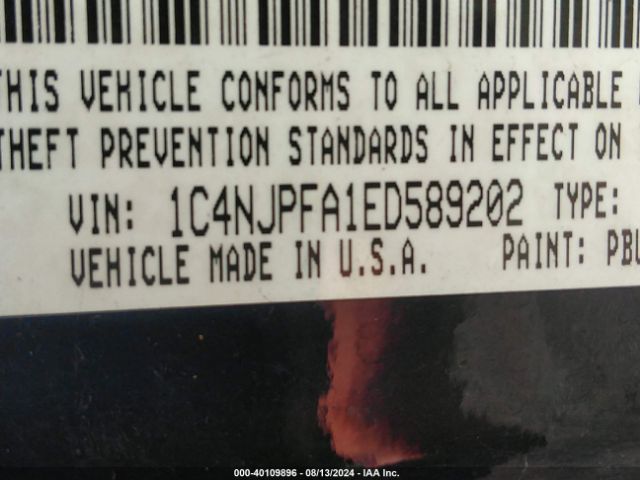 THIS VEHICLE CONFORMS TO ALL APPLICABLE
THEFT PREVENTION STANDARDS IN EFFECT ON
VIN: 1C4NJPFA1ED589202 TYPE:
VEHICLE MADE IN U.S.A. PAINT: PBU
000-40109896 - 08/13/2024 - IAA Inc.